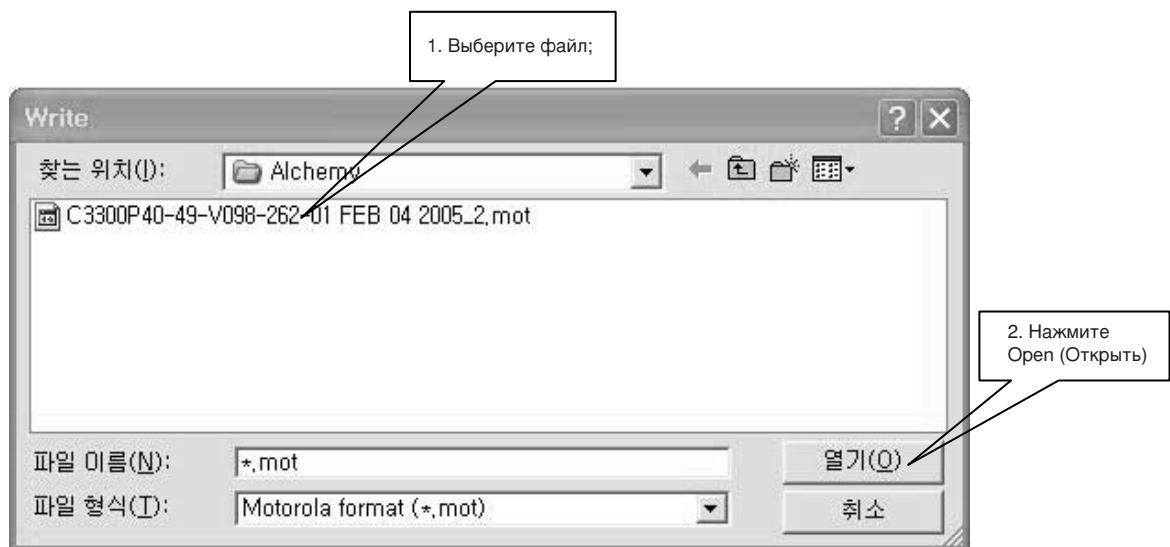 1. Выберите файл;
Write
찾는 위치(I):
Alchemy
C3300P40-49-V098-262-01 FEB 04 2005_2.mot
2. Нажмите
Open (Открыть)
파일 이름(N):
*.mot
열기(O)
파일 형식(T):
Motorola format (*.mot)
취소